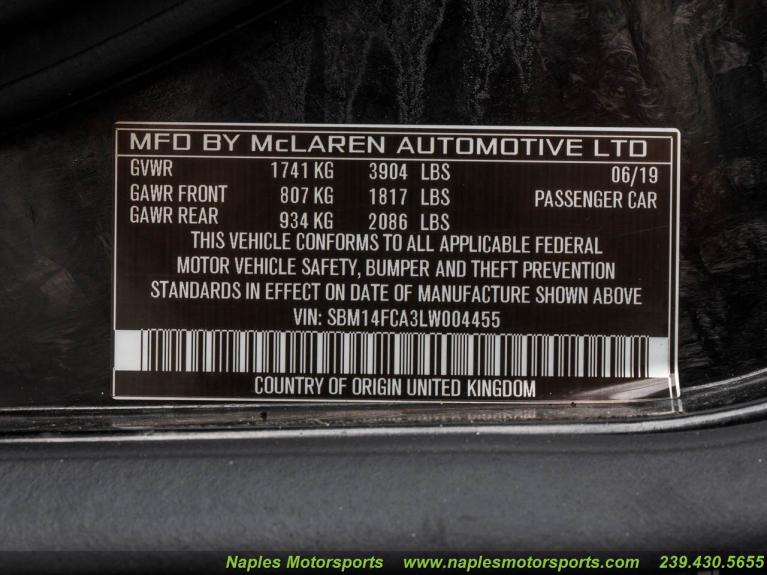 MFD BY McLAREN AUTOMOTIVE LTD
GVWR 1741 KG 3904 LBS 06/19
GAWR FRONT 807 KG 1817 LBS PASSENGER CAR
GAWR REAR 934 KG 2086 LBS
THIS VEHICLE CONFORMS TO ALL APPLICABLE FEDERAL
MOTOR VEHICLE SAFETY, BUMPER AND THEFT PREVENTION
STANDARDS IN EFFECT ON DATE OF MANUFACTURE SHOWN ABOVE
VIN: SBM14FCA3LW004455
COUNTRY OF ORIGIN UNITED KINGDOM
Naples Motorsports www.naplesmotorsports.com 239.430.5655